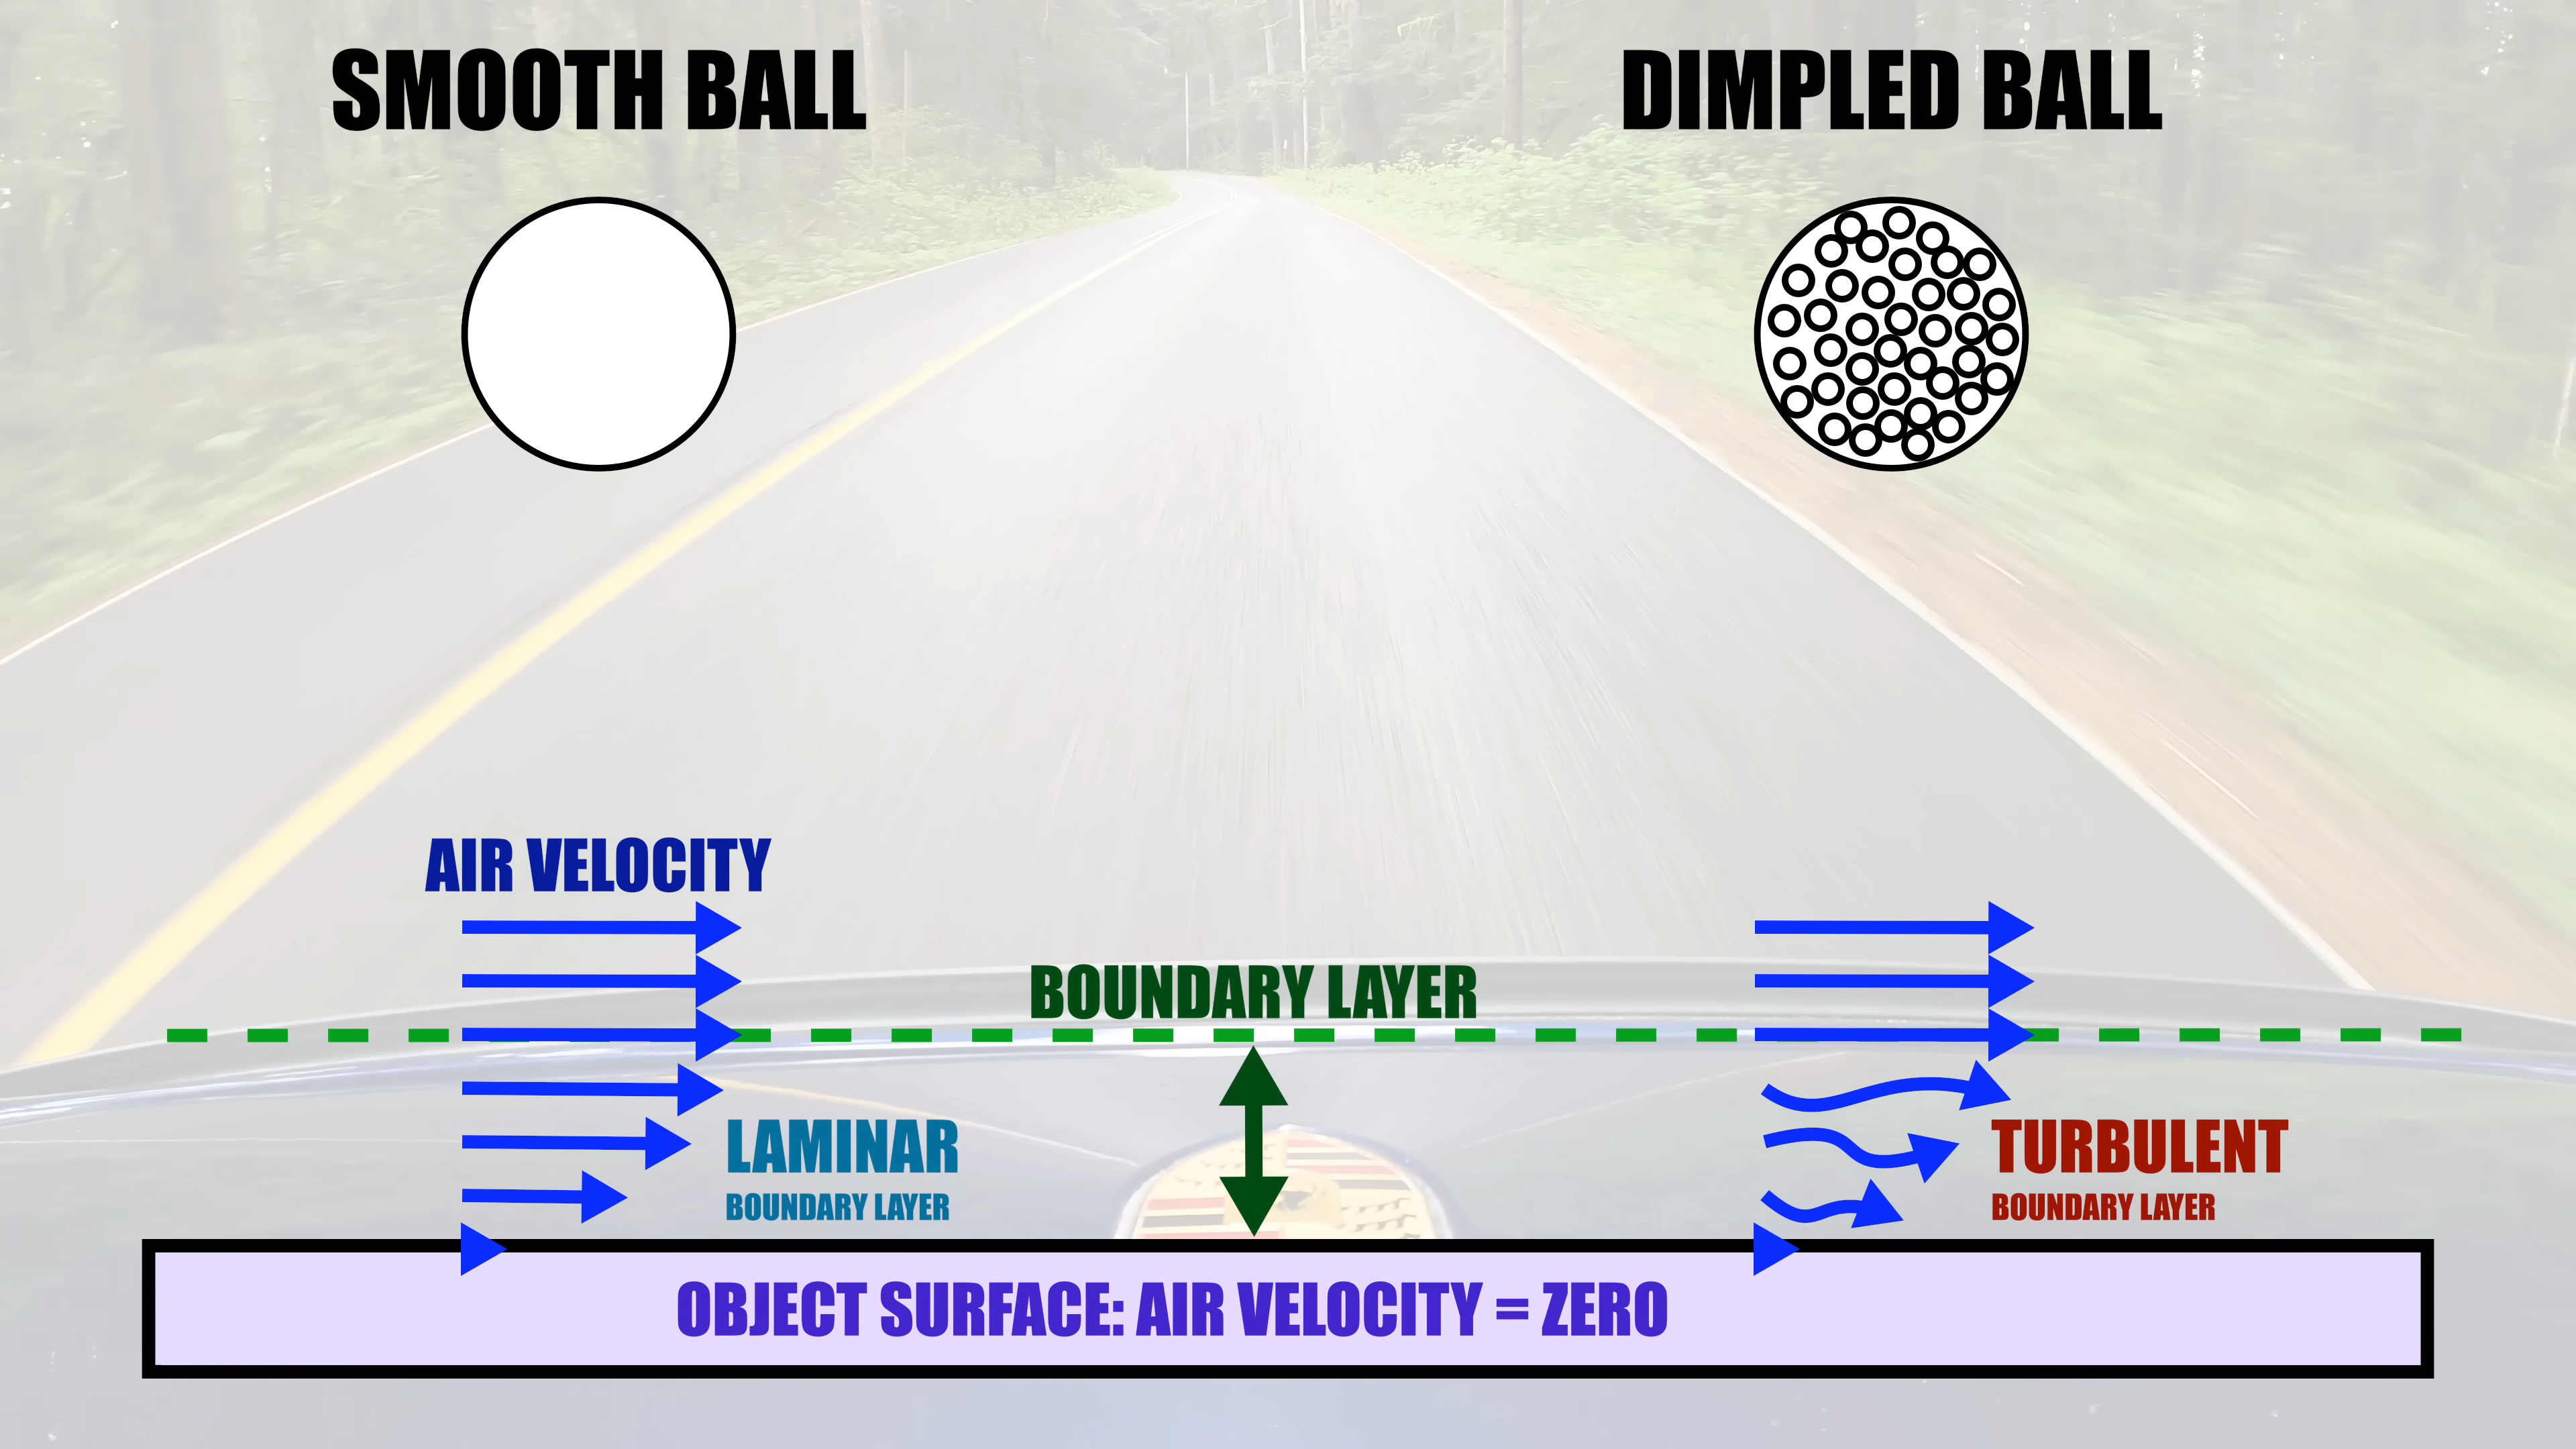 SMOOTH BALL
DIMPLED BALL
AIR VELOCITY
BOUNDARY LAYER
LAMINAR
BOUNDARY LAYER
TURBULENT
BOUNDARY LAYER
OBJECT SURFACE: AIR VELOCITY = ZERO